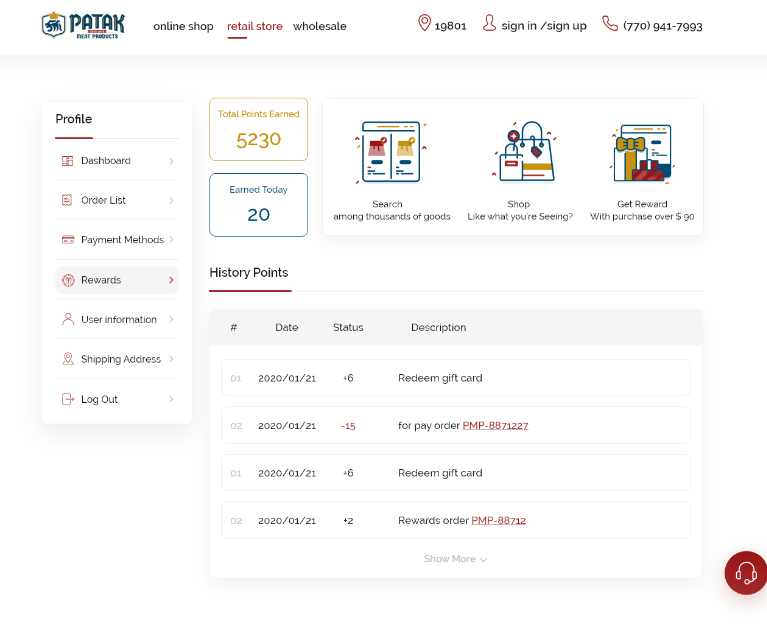 PATAK
MEAT PRODUCTS
online shop retail store wholesale
19801 sign in /sign up (770) 941-7993
Profile
Dashboard
Order List
Payment Methods
Rewards
User information
Shipping Address
Log Out
Total Points Earned
5230
Earned Today
20
Search
among thousands of goods
Shop
Like what you're Seeing?
Get Reward
With purchase over $ 90
History Points
# Date Status Description
01 2020/01/21 +6 Redeem gift card
02 2020/01/21 -15 for pay order PMP-8871227
01 2020/01/21 +6 Redeem gift card
02 2020/01/21 +2 Rewards order PMP-88712
Show More